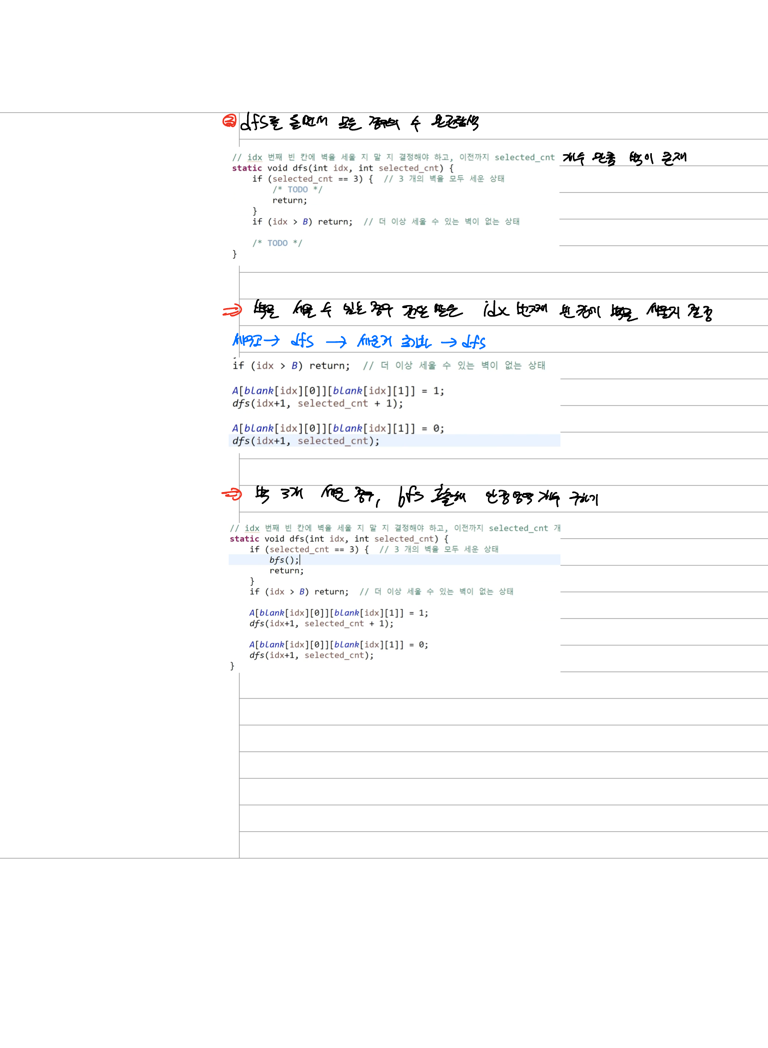 ② dfs를 돌면서 모든 경우의 수 완전탐색
// idx 번째 빈 칸에 벽을 세울 지 말 지 결정해야 하고, 이전까지 selected_cnt 개수 만큼 벽이 존재
static void dfs(int idx, int selected_cnt) {
if (selected_cnt == 3) { // 3 개의 벽을 모두 세운 상태
/* TODO */
return;
}
if (idx > B) return; // 더 이상 세울 수 있는 벽이 없는 상태
/* TODO */
}
⇒ 벽을 세울 수 있는 경우 판단 idx 번째 빈 칸에 벽을 세울지 결정
세우고 → dfs → 세운거 초기화 → dfs
if (idx > B) return; // 더 이상 세울 수 있는 벽이 없는 상태
A[blank[idx][0]][blank[idx][1]] = 1;
dfs(idx+1, selected_cnt + 1);
A[blank[idx][0]][blank[idx][1]] = 0;
dfs(idx+1, selected_cnt);
⇒ 벽 3개 세운 경우, bfs 호출해 안전영역 개수 구하기
// idx 번째 빈 칸에 벽을 세울 지 말 지 결정해야 하고, 이전까지 selected_cnt 개
static void dfs(int idx, int selected_cnt) {
if (selected_cnt == 3) { // 3 개의 벽을 모두 세운 상태
bfs();
return;
}
if (idx > B) return; // 더 이상 세울 수 있는 벽이 없는 상태
A[blank[idx][0]][blank[idx][1]] = 1;
dfs(idx+1, selected_cnt + 1);
A[blank[idx][0]][blank[idx][1]] = 0;
dfs(idx+1, selected_cnt);
}